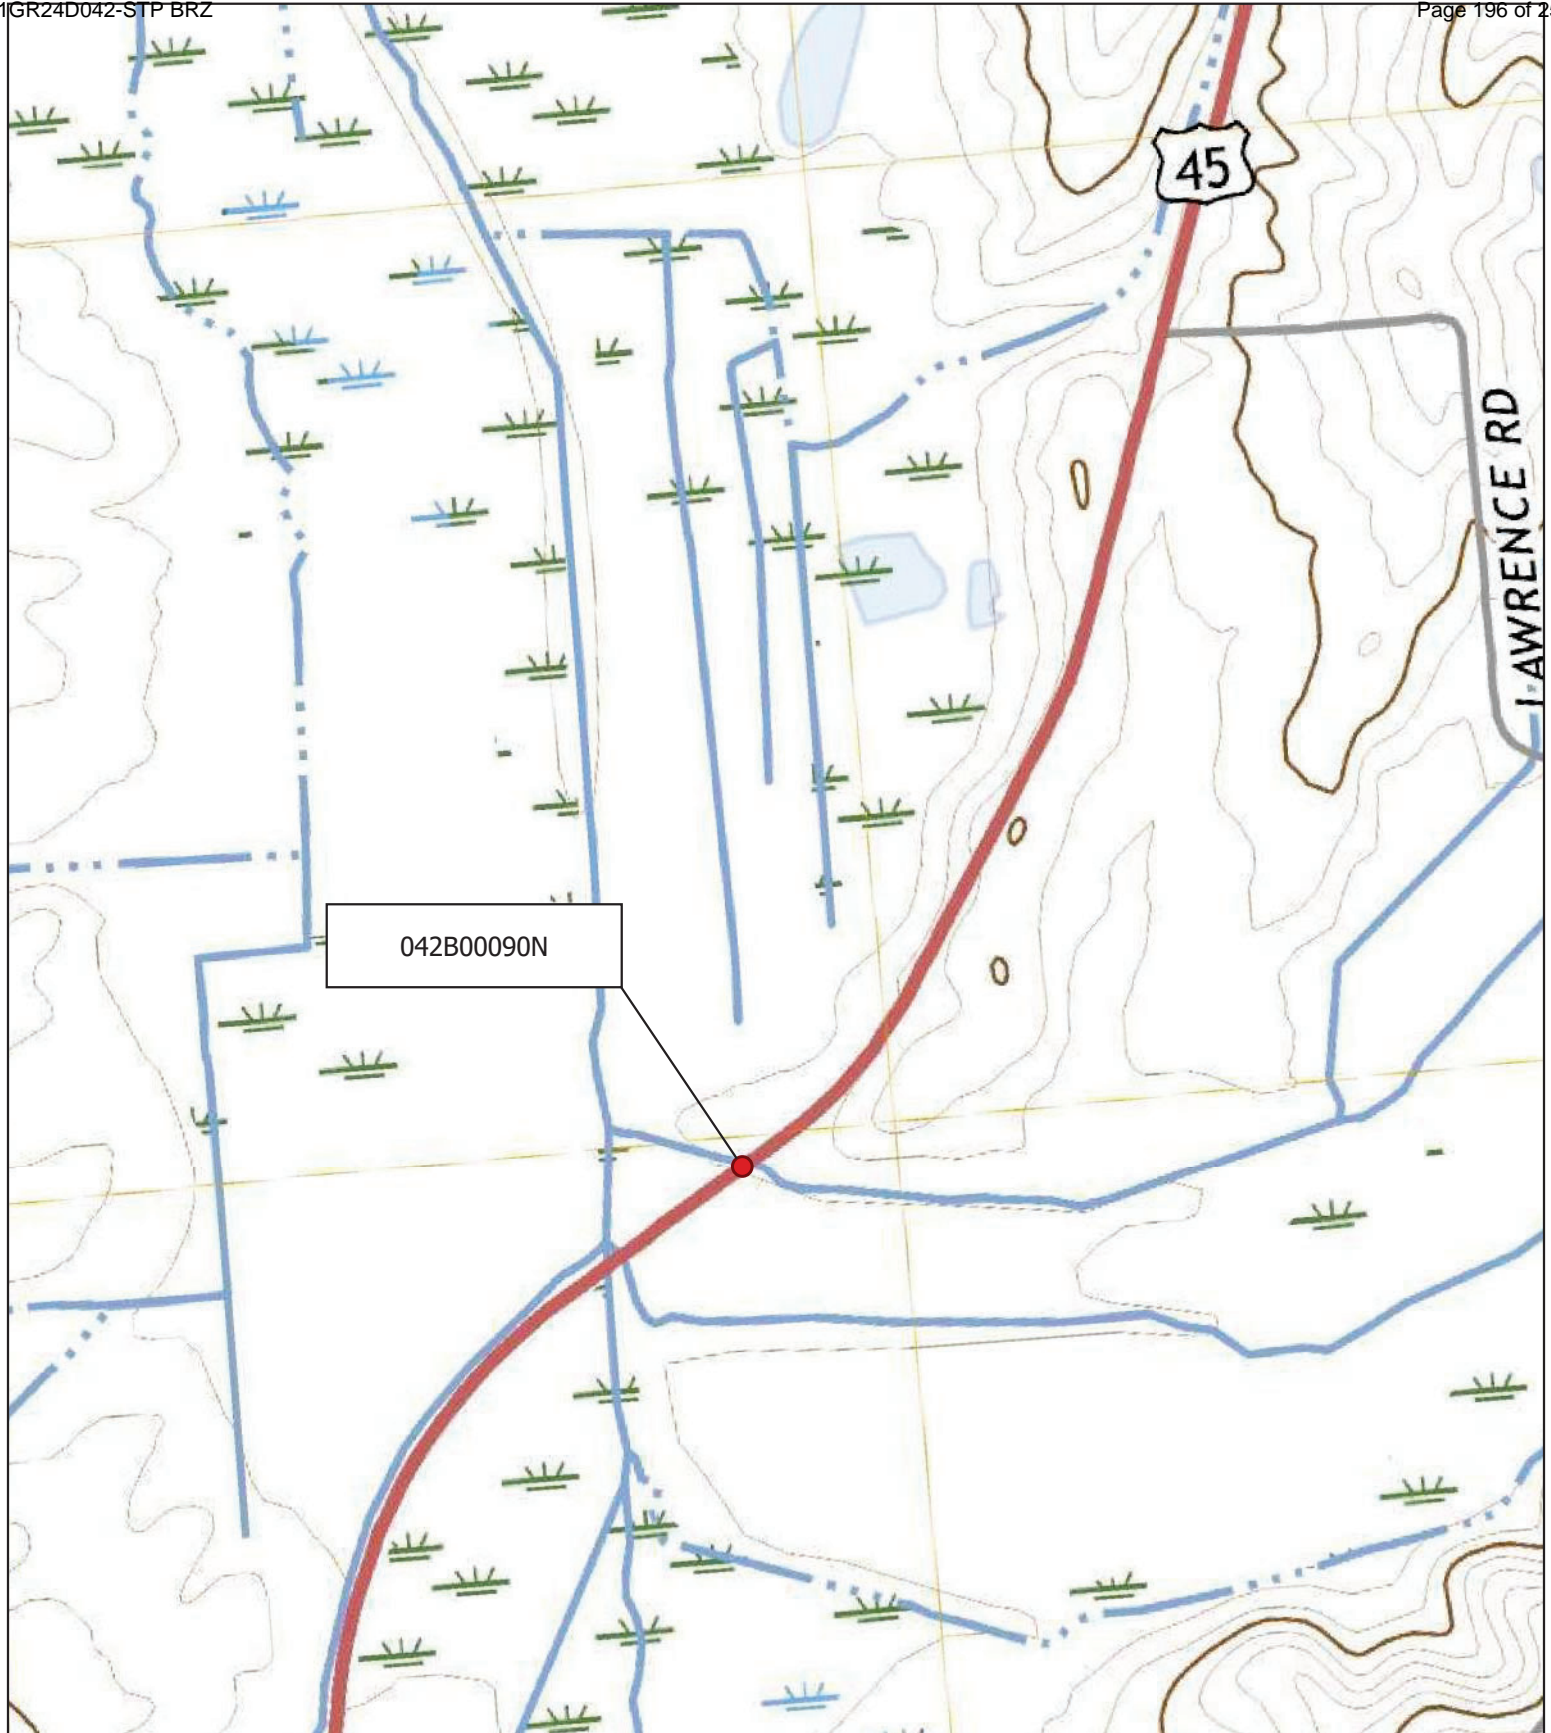 1GR24D042-STP BRZ
Page 196 of 2
45
LAWRENCE RD
042B00090N